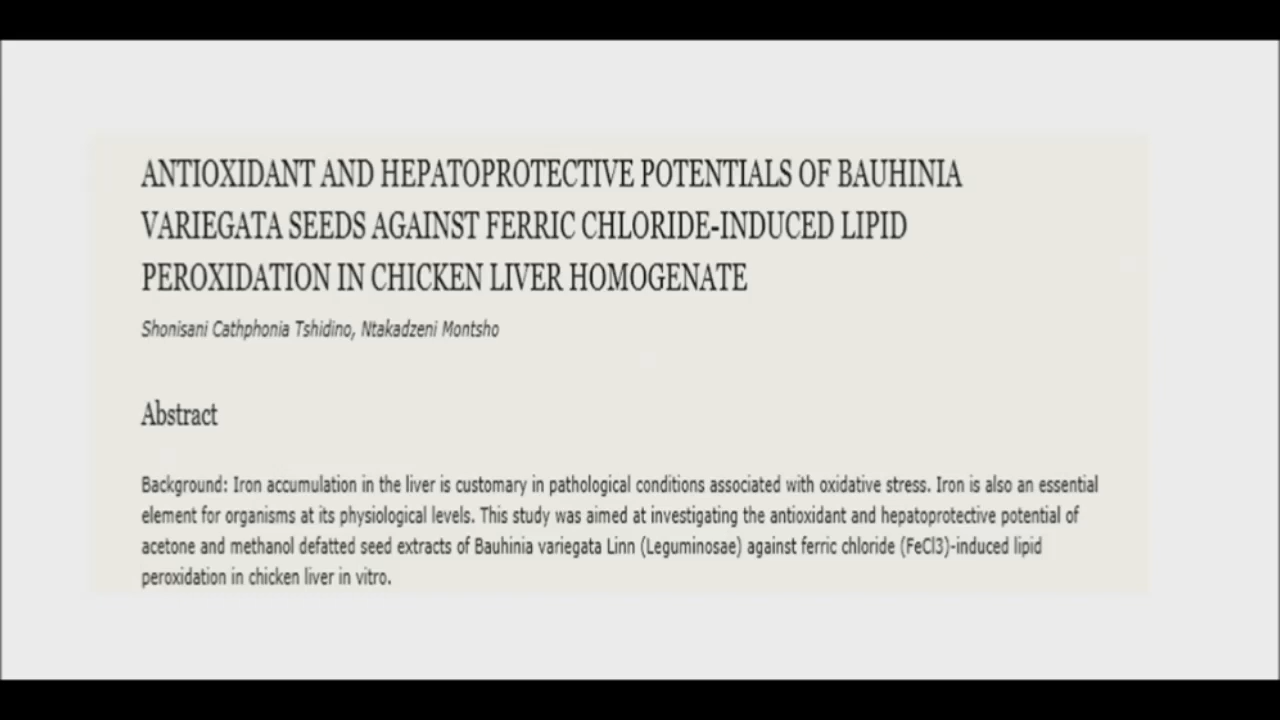 ANTIOXIDANT AND HEPATOPROTECTIVE POTENTIALS OF BAUHINIA
VARIEGATA SEEDS AGAINST FERRIC CHLORIDE-INDUCED LIPID
PEROXIDATION IN CHICKEN LIVER HOMOGENATE
Shonisani Cathphonia Tshidino, Ntakadzeni Montsho
Abstract
Background: Iron accumulation in the liver is customary in pathological conditions associated with oxidative stress. Iron is also an essential
element for organisms at its physiological levels. This study was aimed at investigating the antioxidant and hepatoprotective potential of
acetone and methanol defatted seed extracts of Bauhinia variegata Linn (Leguminosae) against ferric chloride (FeCl3)-induced lipid
peroxidation in chicken liver in vitro.